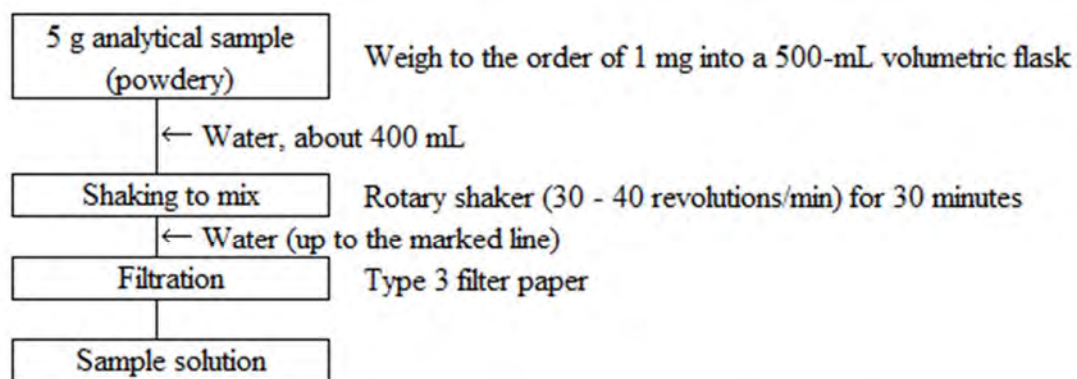 5 g analytical sample
(powdery)
Weigh to the order of 1 mg into a 500-mL volumetric flask
← Water, about 400 mL
Shaking to mix
Rotary shaker (30 - 40 revolutions/min) for 30 minutes
← Water (up to the marked line)
Filtration
Type 3 filter paper
Sample solution